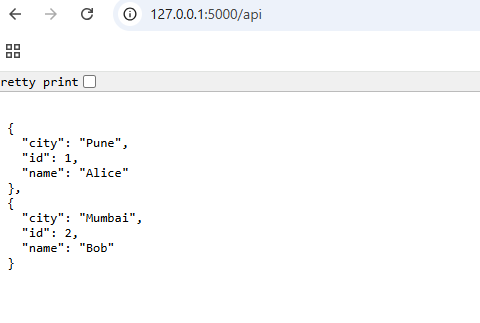 127.0.0.1:5000/api
retty print
{
  "city": "Pune",
  "id": 1,
  "name": "Alice"
},
{
  "city": "Mumbai",
  "id": 2,
  "name": "Bob"
}